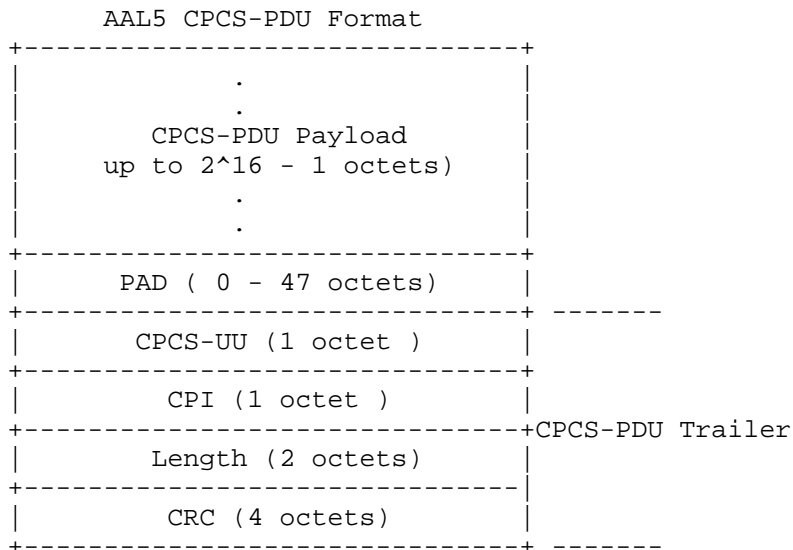 AAL5 CPCS-PDU Format
+-------------------------------+
| . |
| . |
| CPCS-PDU Payload |
| up to 2^16 - 1 octets) |
| . |
| . |
+-------------------------------+
| PAD ( 0 - 47 octets) |
+-------------------------------+ -------
| CPCS-UU (1 octet ) |
+-------------------------------+
| CPI (1 octet ) |
+-------------------------------+CPCS-PDU Trailer
| Length (2 octets) |
+-------------------------------|
| CRC (4 octets) |
+-------------------------------+ -------